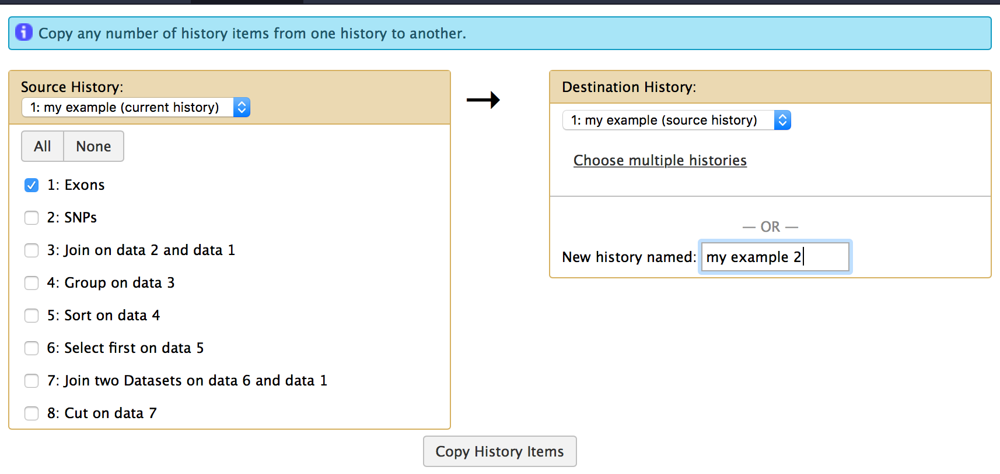 Copy any number of history items from one history to another.
Source History:
1: my example (current history)
All
None
1: Exons
2: SNPs
3: Join on data 2 and data 1
4: Group on data 3
5: Sort on data 4
6: Select first on data 5
7: Join two Datasets on data 6 and data 1
8: Cut on data 7
Destination History:
1: my example (source history)
Choose multiple histories
— OR —
New history named: my example 2
Copy History Items